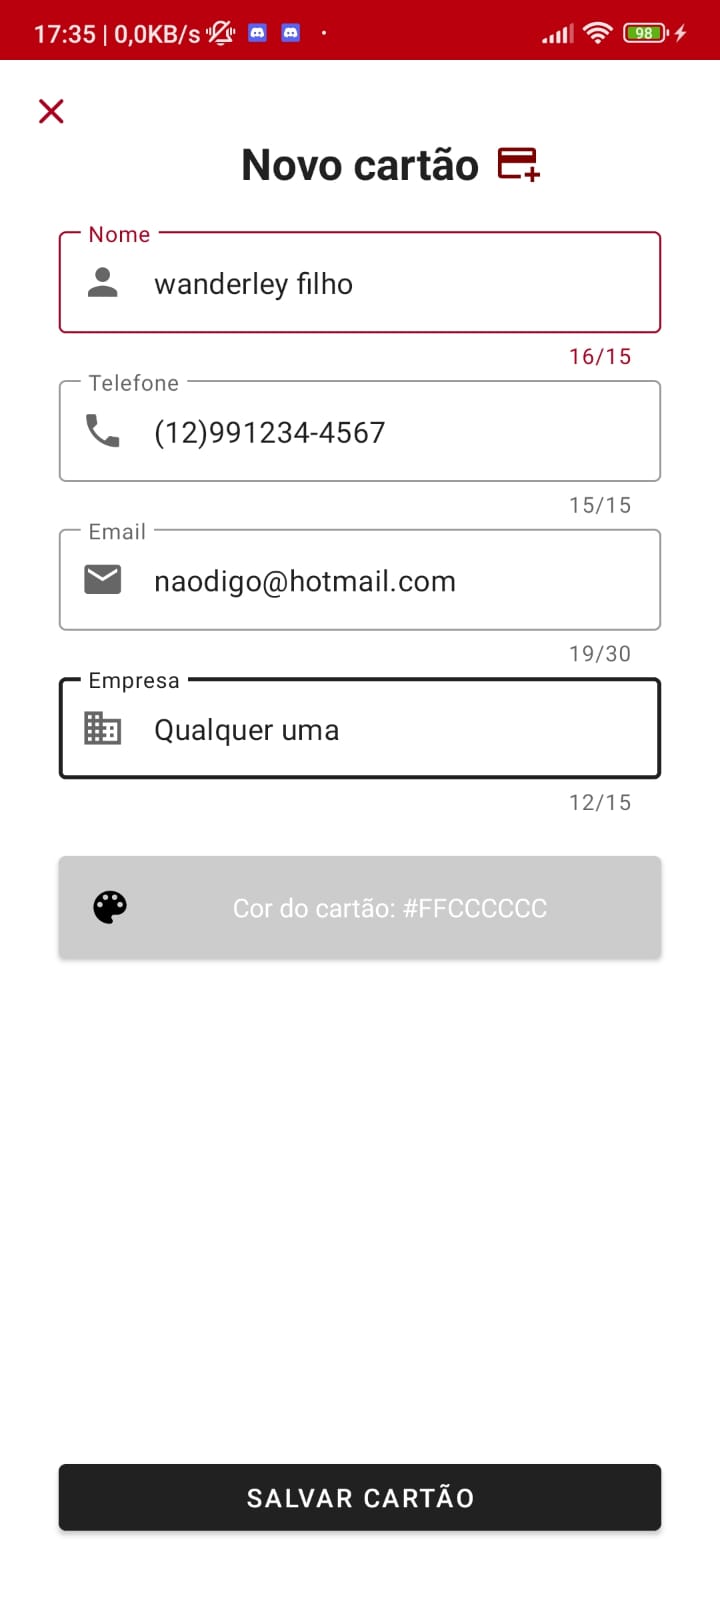 17:35 | 0,0KB/s
98
Novo cartão
Nome
wanderley filho
16/15
Telefone
(12)991234-4567
15/15
Email
naodigo@hotmail.com
19/30
Empresa
Qualquer uma
12/15
Cor do cartão: #FFCCCCCC
SALVAR CARTÃO